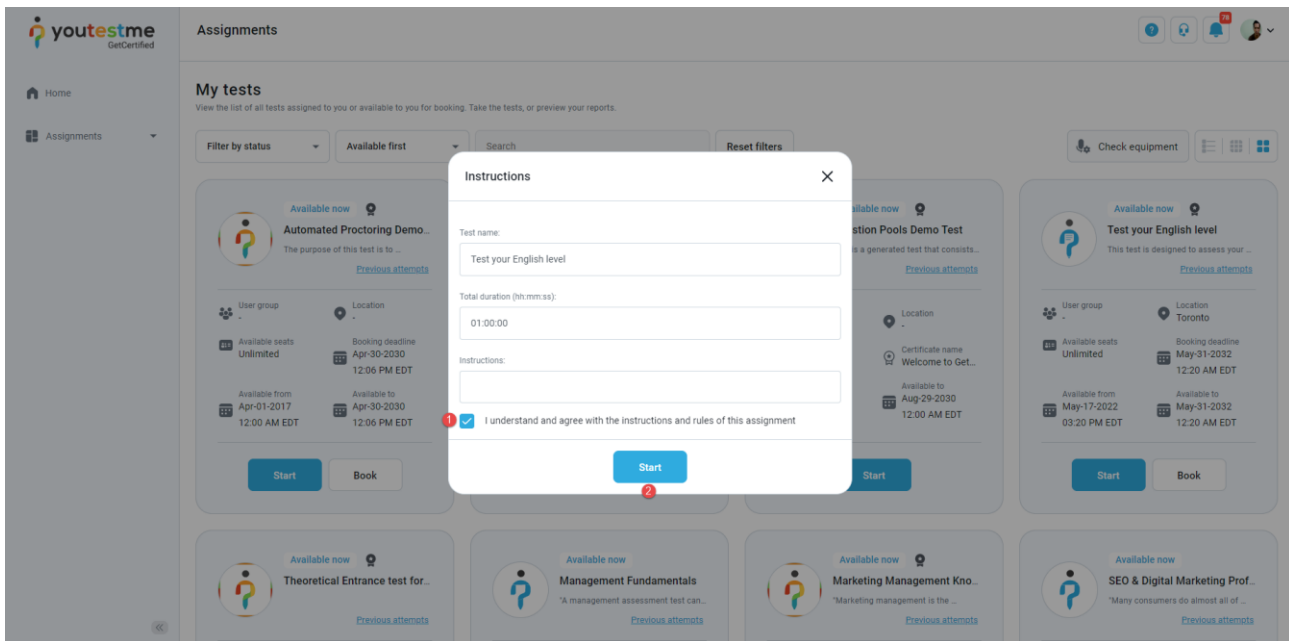 youtestme
GetCertified
Assignments
?
76
Home
Assignments
My tests
View the list of all tests assigned to you or available to you for booking. Take the tests, or preview your reports.
Filter by status
Available first
Search
Reset filters
Check equipment
Available now
Automated Proctoring Demo...
The purpose of this test is to ...
Previous attempts
User group
-
Location
-
Available seats
Unlimited
Booking deadline
Apr-30-2030
12:06 PM EDT
Available from
Apr-01-2017
12:00 AM EDT
Available to
Apr-30-2030
12:06 PM EDT
Start
Book
Instructions
Test name:
Test your English level
Total duration (hh:mm:ss):
01:00:00
Instructions:
1
I understand and agree with the instructions and rules of this assignment
Start
2
ailable now
stion Pools Demo Test
is a generated test that consists...
Previous attempts
Location
-
Certificate name
Welcome to Get...
Available to
Aug-29-2030
12:00 AM EDT
Start
Available now
Test your English level
This test is designed to assess your ...
Previous attempts
User group
-
Location
Toronto
Available seats
Unlimited
Booking deadline
May-31-2032
12:20 AM EDT
Available from
May-17-2022
03:20 PM EDT
Available to
May-31-2032
12:20 AM EDT
Start
Book
Available now
Theoretical Entrance test for...
Previous attempts
Available now
Management Fundamentals
"A management assessment test can...
Previous attempts
Available now
Marketing Management Kno...
"Marketing management is the ...
Previous attempts
Available now
SEO & Digital Marketing Prof...
"Many consumers do almost all of ...
Previous attempts